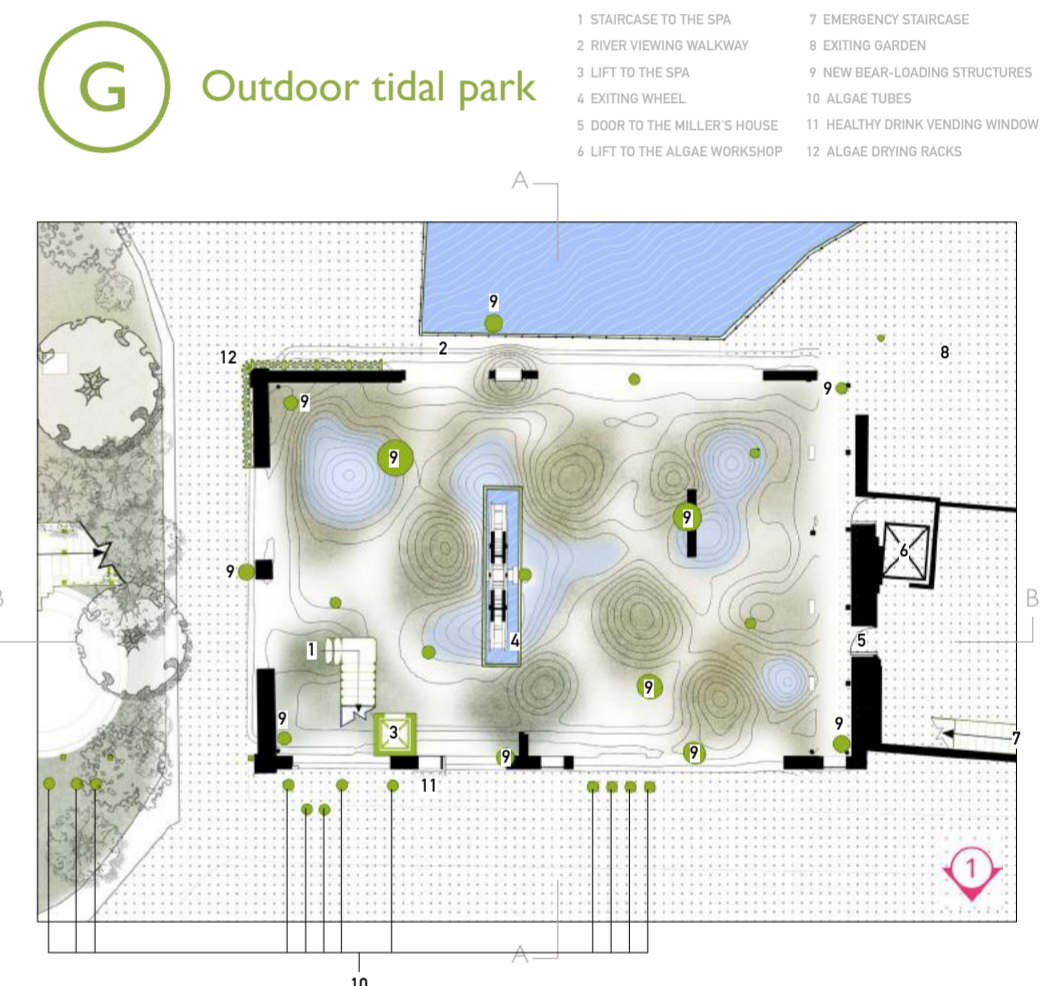 G
Outdoor tidal park
1 STAIRCASE TO THE SPA
2 RIVER VIEWING WALKWAY
3 LIFT TO THE SPA
4 EXITING WHEEL
5 DOOR TO THE MILLER'S HOUSE
6 LIFT TO THE ALGAE WORKSHOP
7 EMERGENCY STAIRCASE
8 EXITING GARDEN
9 NEW BEAR-LOADING STRUCTURES
10 ALGAE TUBES
11 HEALTHY DRINK VENDING WINDOW
12 ALGAE DRYING RACKS
A
9
2
12
8
9
9
9
9
6
9
B
B
1
4
5
9
9
3
9
7
9
9
11
1
A
10